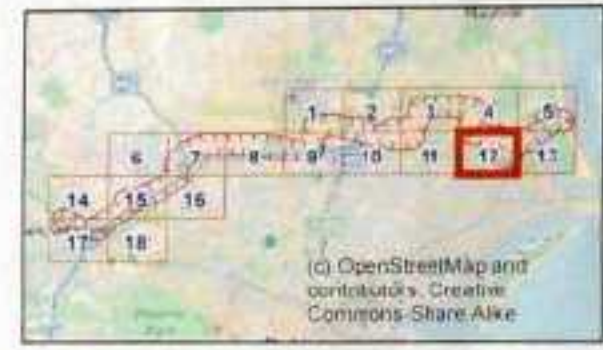 1 2 3 4 5
6 7 8 9 10 11 12 13
14 15 16
17 18
(c) OpenStreetMap and
contributors, Creative
Commons-Share Alike